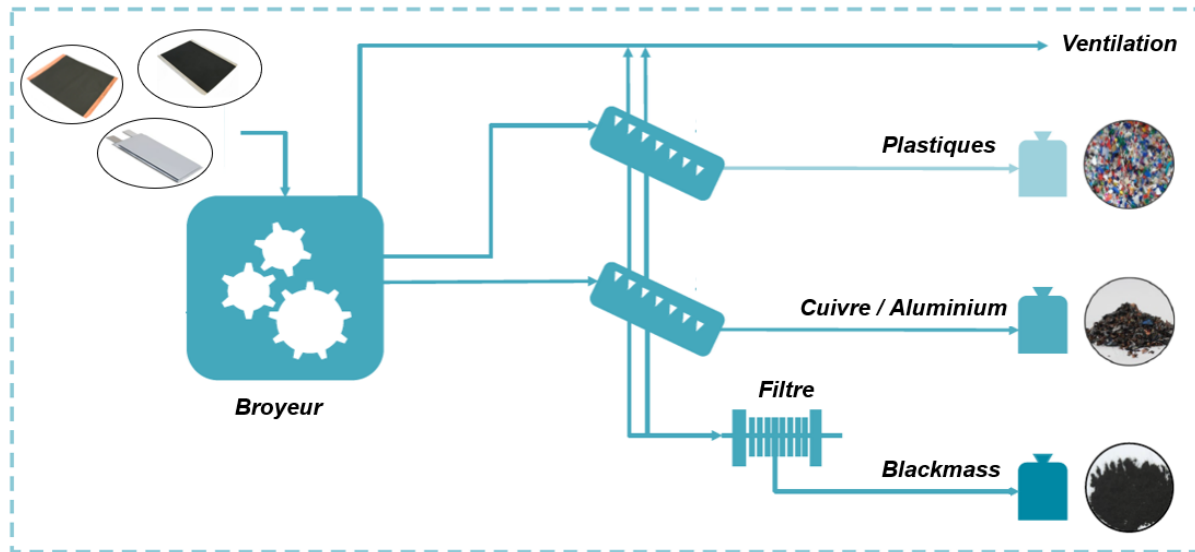 Ventilation
Plastiques
Cuivre / Aluminium
Broyeur
Filtre
Blackmass